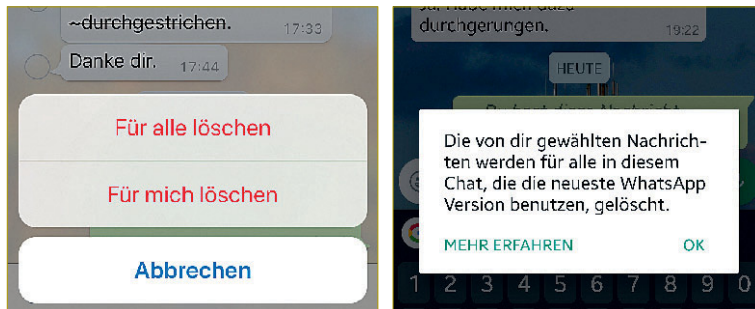 ~durchgestrichen. 17:33
Danke dir. 17:44
Für alle löschen
Für mich löschen
Abbrechen
durchgerungen. 19:22
HEUTE
Die von dir gewählten Nachrich-
ten werden für alle in diesem
Chat, die die neueste WhatsApp
Version benutzen, gelöscht.
MEHR ERFAHREN OK
1 2 3 4 5 6 7 8 9 0